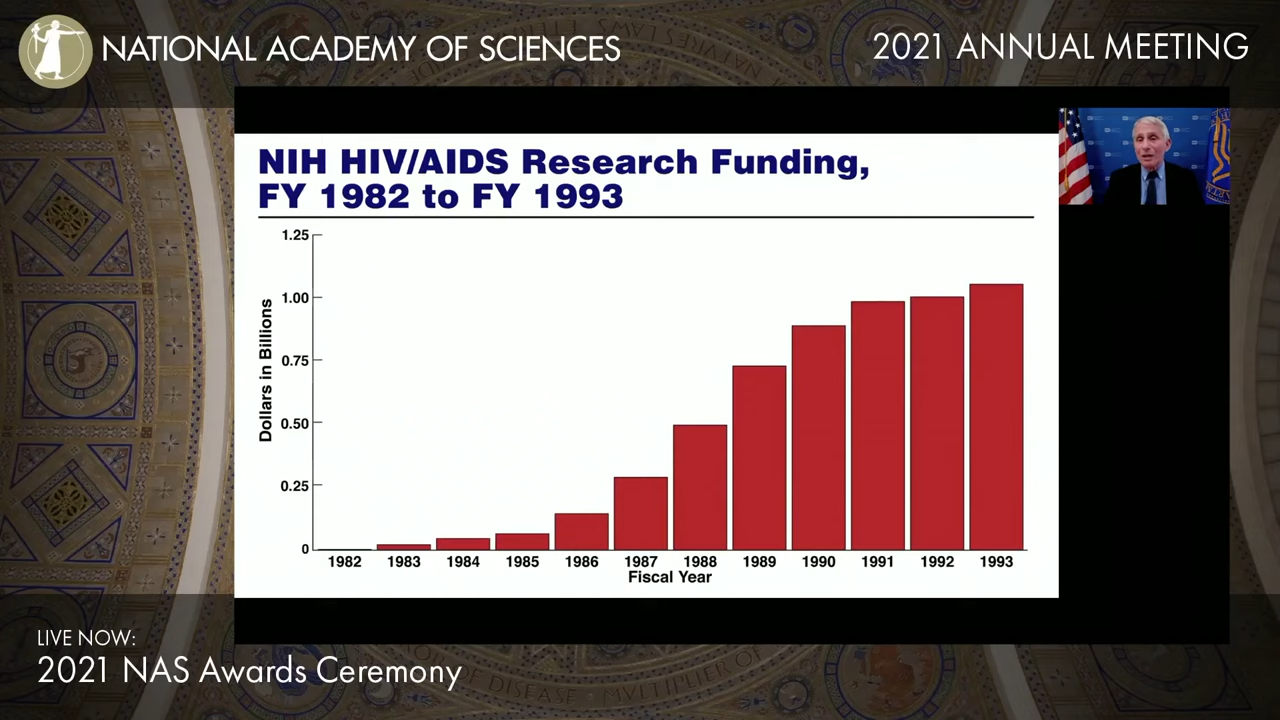 NATIONAL ACADEMY OF SCIENCES
2021 ANNUAL MEETING
NIH HIV/AIDS Research Funding,
FY 1982 to FY 1993
Dollars in Billions
1.25
1.00
0.75
0.50
0.25
0
1982 1983 1984 1985 1986 1987 1988 1989 1990 1991 1992 1993
Fiscal Year
LIVE NOW:
2021 NAS Awards Ceremony